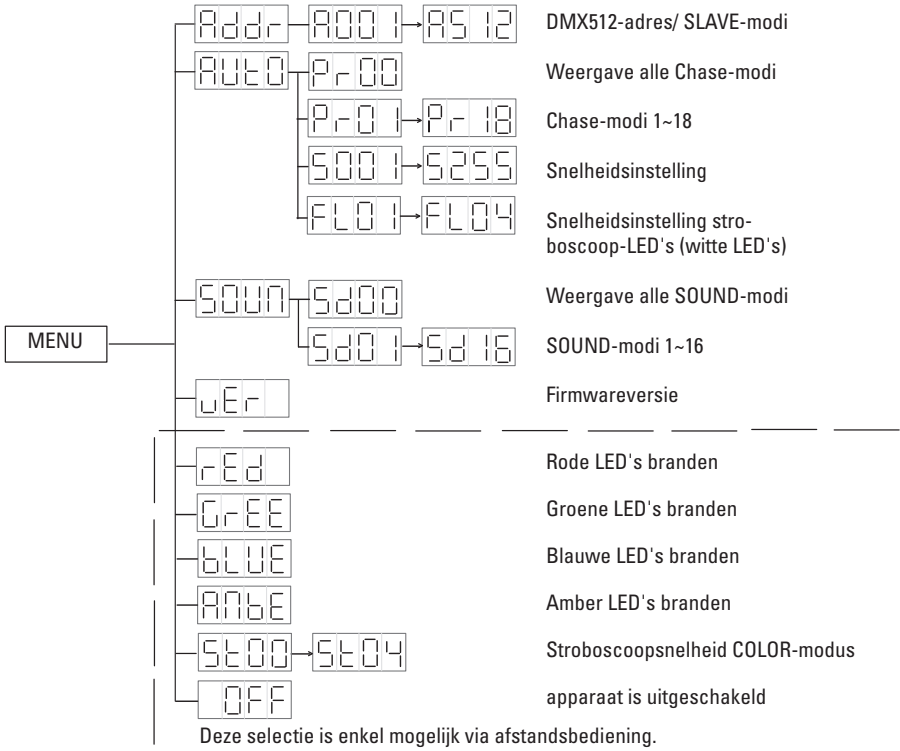 Addr A001 AS12 DMX512-adres/ SLAVE-modi
AUtO Pr00 Weergave alle Chase-modi
Pr01 Pr18 Chase-modi 1~18
S001 S255 Snelheidsinstelling
FL01 FL04 Snelheidsinstelling stro-
boscoop-LED's (witte LED's)
SOUN Sd00 Weergave alle SOUND-modi
MENU
Sd01 Sd16 SOUND-modi 1~16
vEr Firmwareversie
rEd Rode LED's branden
GrEE Groene LED's branden
bLUE Blauwe LED's branden
AMbE Amber LED's branden
St00 St04 Stroboscoopsnelheid COLOR-modus
OFF apparaat is uitgeschakeld
Deze selectie is enkel mogelijk via afstandsbediening.